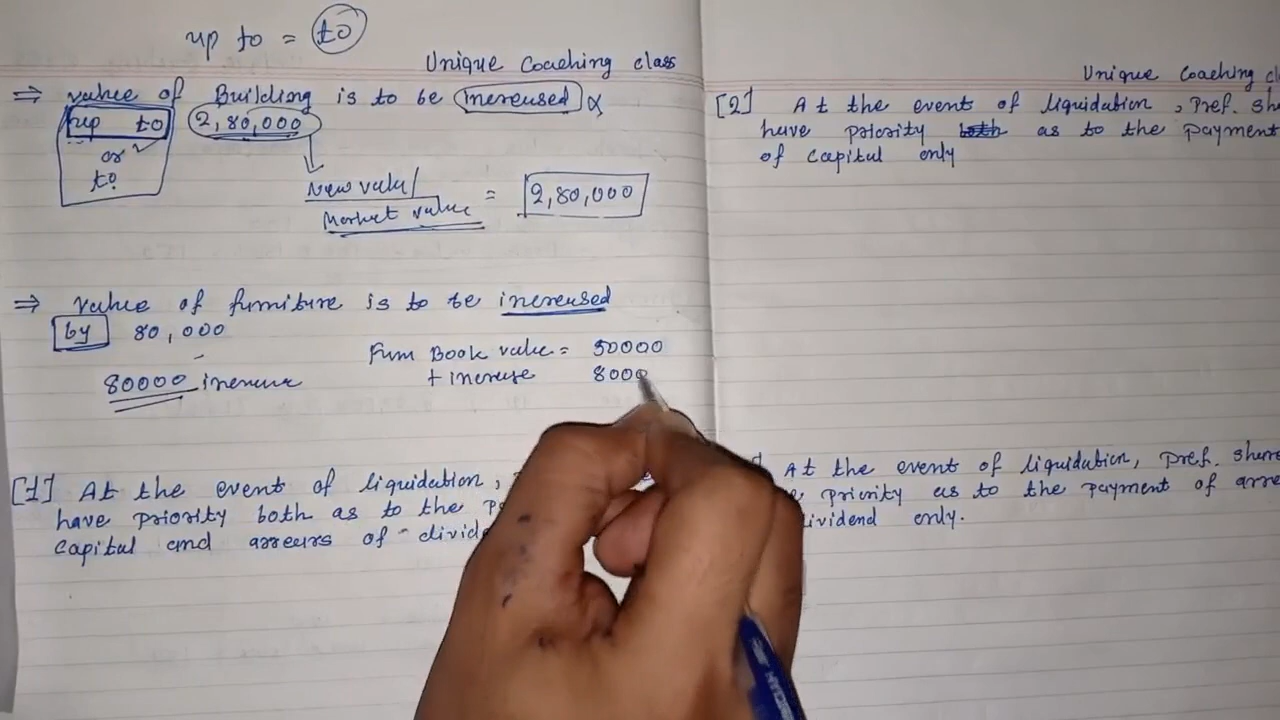 up to = to
Unique Coaching class
⇒ value of Building is to be increased
up to 2,80,000
or
to
New value/
Market value = 2,80,000
⇒ value of furniture is to be increased
by 80,000
80000 increase
Furn Book value = 50000
+ increase 8000
[1] At the event of liquidation,
have priority both as to the
capital and arreurs of divide
Unique Coaching
[2] At the events of liquidation, Pref.
have priority both as to the payment
of capital only
At the event of liquidation, Pref. share
priority as to the payment of
dividend only.